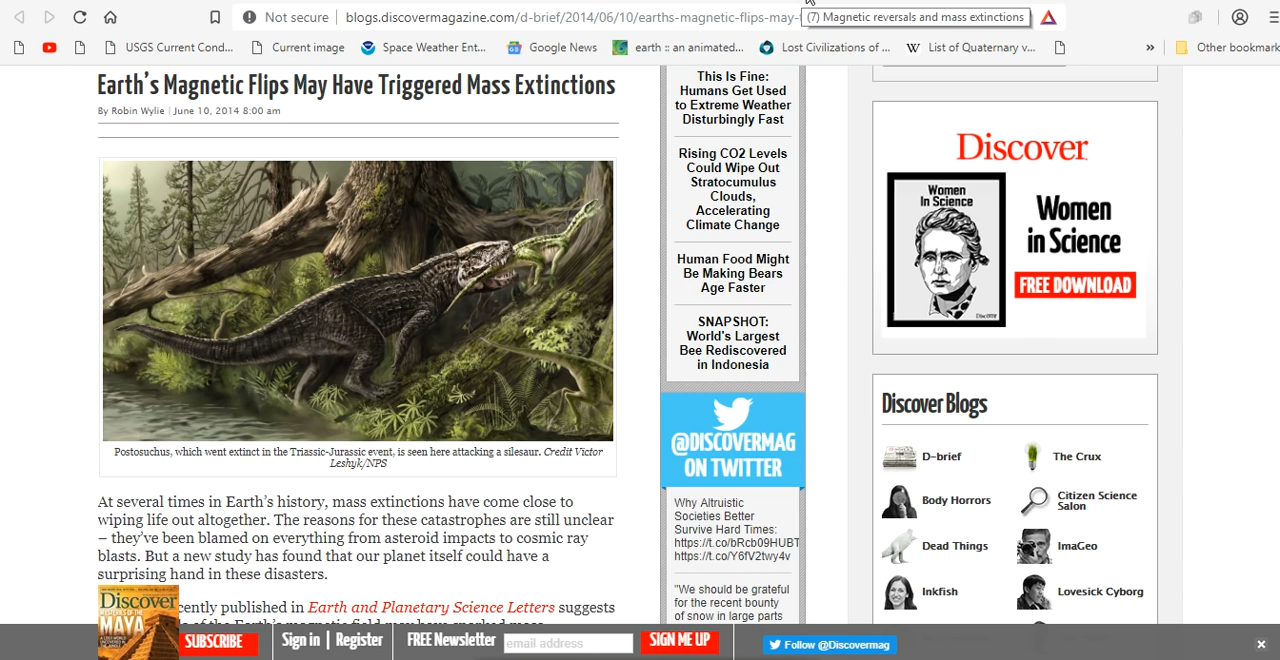 Not secure
blogs.discovermagazine.com/d-brief/2014/06/10/earths-magnetic-flips-may-
(7) Magnetic reversals and mass extinctions
USGS Current Cond...
Current image
Space Weather Ent...
Google News
earth :: an animated...
Lost Civilizations of ...
W List of Quaternary v...
»
Other bookmark
Earth's Magnetic Flips May Have Triggered Mass Extinctions
By Robin Wylie | June 10, 2014 8:00 am
Postosuchus, which went extinct in the Triassic-Jurassic event, is seen here attacking a silesaur. Credit Victor
Leshyk/NPS
At several times in Earth's history, mass extinctions have come close to
wiping life out altogether. The reasons for these catastrophes are still unclear
– they've been blamed on everything from asteroid impacts to cosmic ray
blasts. But a new study has found that our planet itself could have a
surprising hand in these disasters.
cently published in Earth and Planetary Science Letters suggests
This Is Fine:
Humans Get Used
to Extreme Weather
Disturbingly Fast
Rising CO2 Levels
Could Wipe Out
Stratocumulus
Clouds,
Accelerating
Climate Change
Human Food Might
Be Making Bears
Age Faster
SNAPSHOT:
World's Largest
Bee Rediscovered
in Indonesia
@DISCOVERMAG
ON TWITTER
Why Altruistic
Societies Better
Survive Hard Times:
https://t.co/bRcb09HUBT
https://t.co/Y6fV2twy4v
"We should be grateful
for the recent bounty
of snow in large parts
Discover
Women
In Science
Discover
Women
in Science
FREE DOWNLOAD
Discover Blogs
D-brief
The Crux
Body Horrors
Citizen Science
Salon
Dead Things
ImaGeo
Inkfish
Lovesick Cyborg
Discover
MAYA
SUBSCRIBE
Sign in | Register
FREE Newsletter
email address
SIGN ME UP
Follow @Discovermag